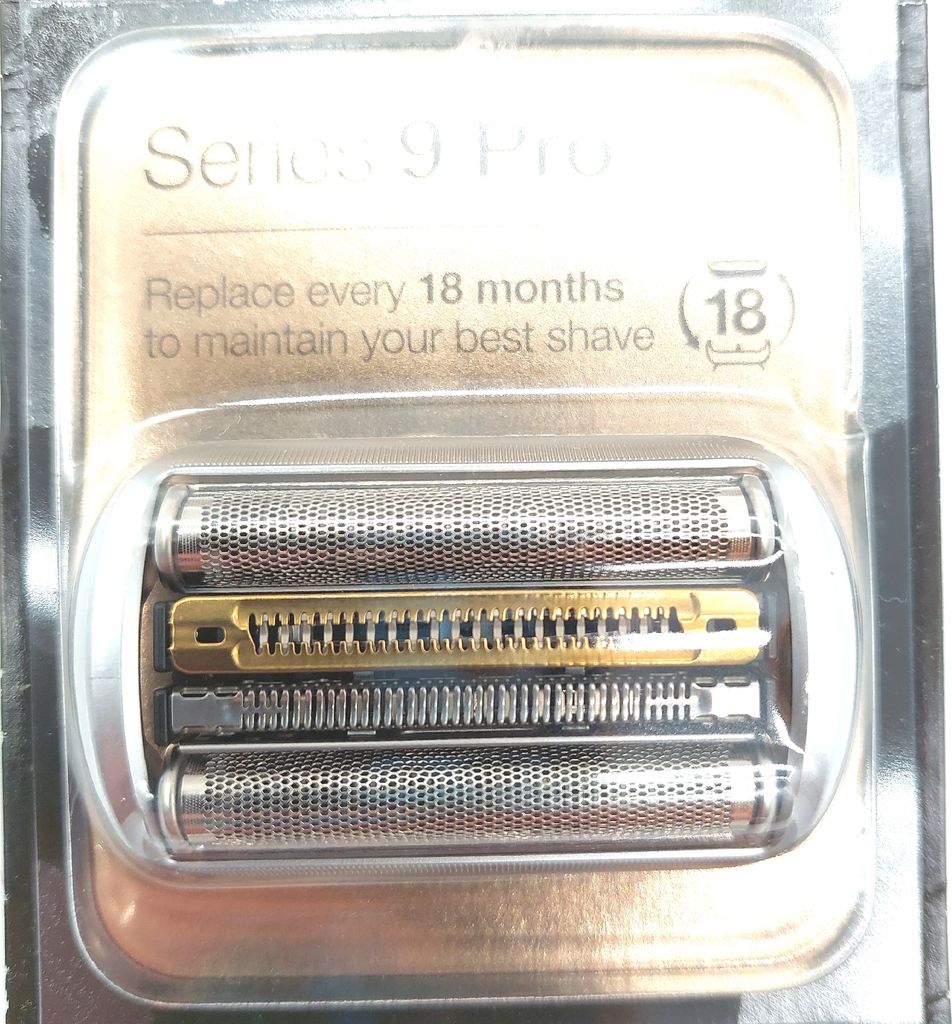 Series 9 Pro
Replace every 18 months
to maintain your best shave
18